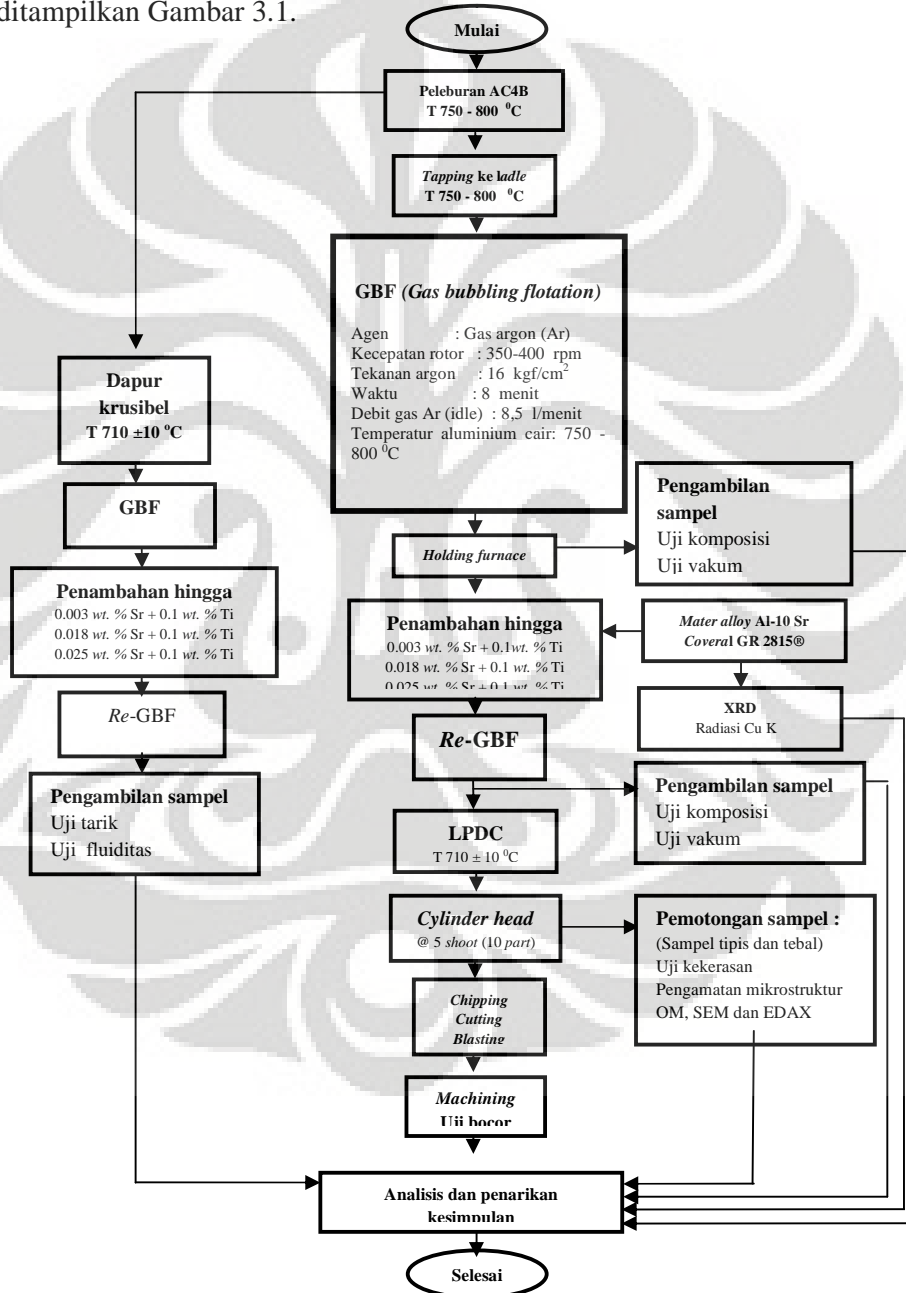 ditampilkan Gambar 3.1.
Mulai
Peleburan AC4B
T 750 - 800 ⁰C
Tapping ke ladle
T 750 - 800 ⁰C
GBF (Gas bubbling flotation)
Agen : Gas argon (Ar)
Kecepatan rotor : 350-400 rpm
Tekanan argon : 16 kgf/cm²
Waktu : 8 menit
Debit gas Ar (idle) : 8,5 l/menit
Temperatur aluminium cair: 750 -
800 ⁰C
Dapur
krusibel
T 710 ±10 ⁰C
GBF
Penambahan hingga
0.003 wt. % Sr + 0.1 wt. % Ti
0.018 wt. % Sr + 0.1 wt. % Ti
0.025 wt. % Sr + 0.1 wt. % Ti
Re-GBF
Pengambilan sampel
Uji tarik
Uji fluiditas
Holding furnace
Pengambilan
sampel
Uji komposisi
Uji vakum
Penambahan hingga
0.003 wt. % Sr + 0.1wt. % Ti
0.018 wt. % Sr + 0.1 wt. % Ti
0.025 wt. % Sr + 0.1 wt. % Ti
Mater alloy Al-10 Sr
Coveral GR 2815®
XRD
Radiasi Cu K
Re-GBF
Pengambilan sampel
Uji komposisi
Uji vakum
LPDC
T 710 ± 10 ⁰C
Cylinder head
@ 5 shoot (10 part)
Pemotongan sampel :
(Sampel tipis dan tebal)
Uji kekerasan
Pengamatan mikrostruktur
OM, SEM dan EDAX
Chipping
Cutting
Blasting
Machining
Uji bocor
Analisis dan penarikan
kesimpulan
Selesai